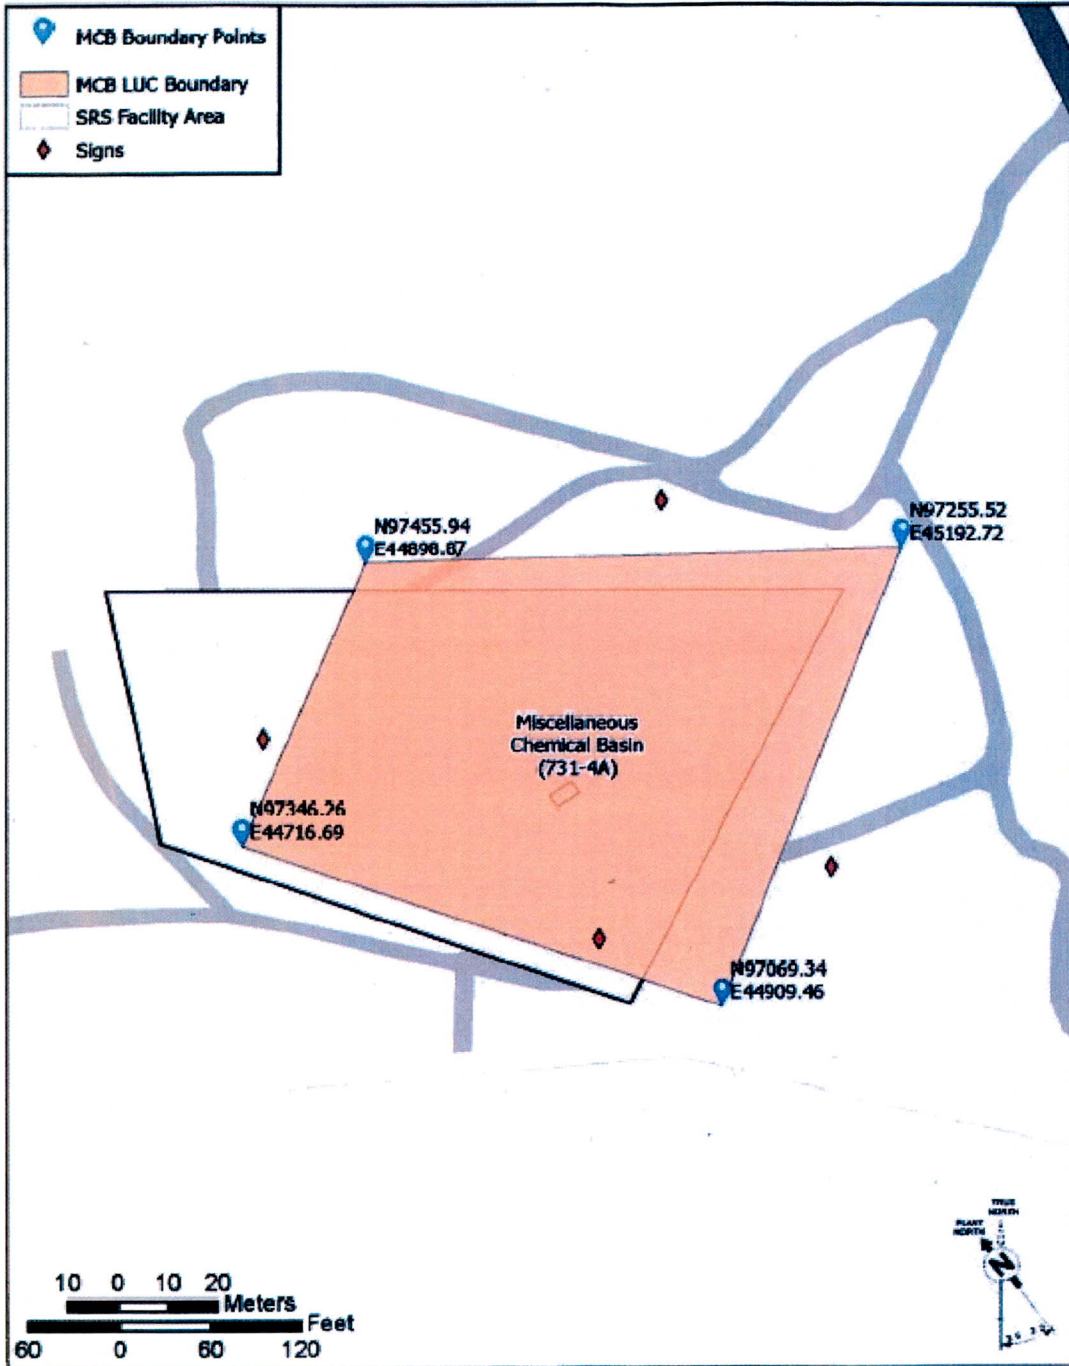 MCB Boundary Points
MCB LUC Boundary
SRS Facility Area
Signs
N97455.94
E44898.87
N97255.52
E45192.72
Miscellaneous
Chemical Basin
(731-4A)
N97346.26
E44716.69
N97069.34
E44909.46
TRUE
NORTH
PLANT
NORTH
N
10 0 10 20
Meters
Feet
60 0 60 120